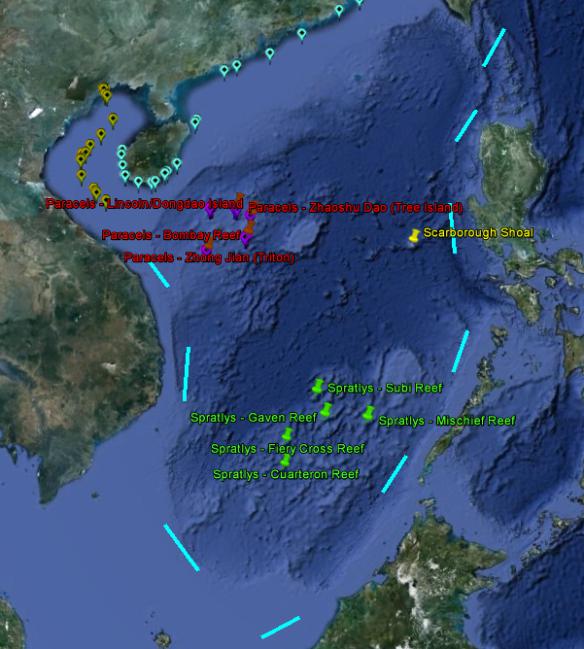 Paracels - Lincoln/Dongdao Island
Paracels - Zhaoshu Dao (Tree Island)
Paracels - Bombay Reef
Scarborough Shoal
Paracels - Zhong Jian (Triton)
Spratlys - Subi Reef
Spratlys - Gaven Reef
Spratlys - Mischief Reef
Spratlys - Fiery Cross Reef
Spratlys - Cuarteron Reef